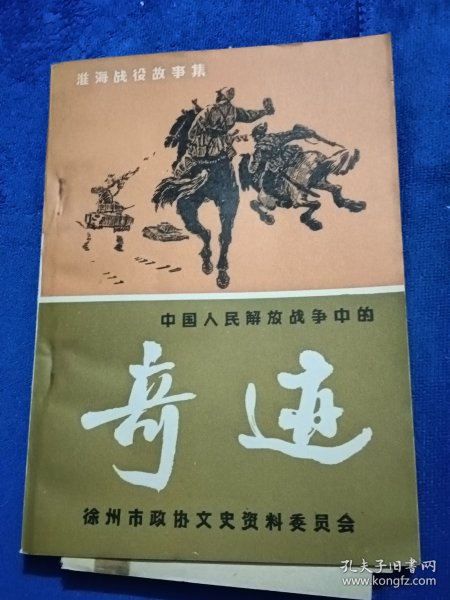 淮海战役故事集
中国人民解放战争中的
奇迹
徐州市政协文史资料委员会
孔夫子旧书网
www.kongfz.com